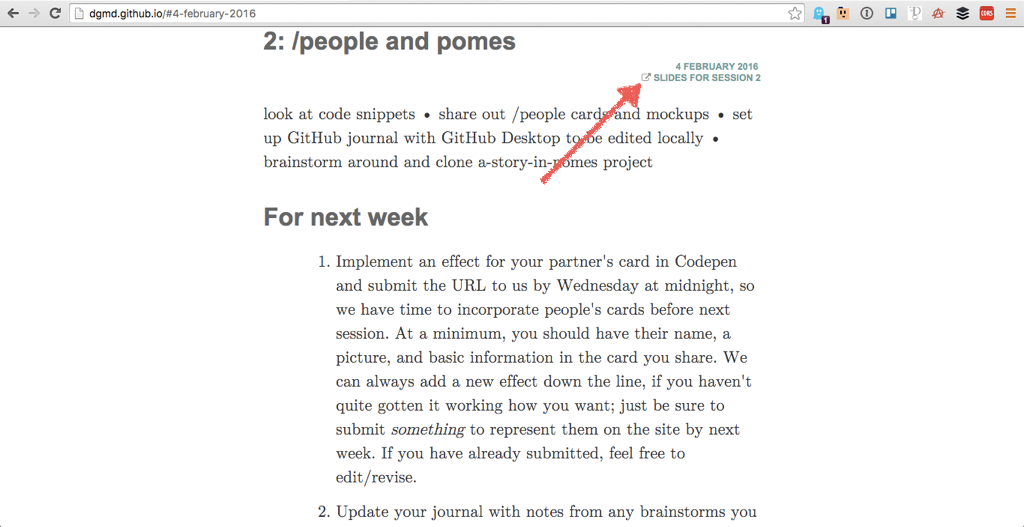 dgmd.github.io/#4-february-2016
1
CORS
2: /people and pomes
4 FEBRUARY 2016
SLIDES FOR SESSION 2
look at code snippets • share out /people cards and mockups • set
up GitHub journal with GitHub Desktop to be edited locally •
brainstorm around and clone a-story-in-pomes project
For next week
1. Implement an effect for your partner's card in Codepen
and submit the URL to us by Wednesday at midnight, so
we have time to incorporate people's cards before next
session. At a minimum, you should have their name, a
picture, and basic information in the card you share. We
can always add a new effect down the line, if you haven't
quite gotten it working how you want; just be sure to
submit something to represent them on the site by next
week. If you have already submitted, feel free to
edit/revise.
2. Update your journal with notes from any brainstorms you